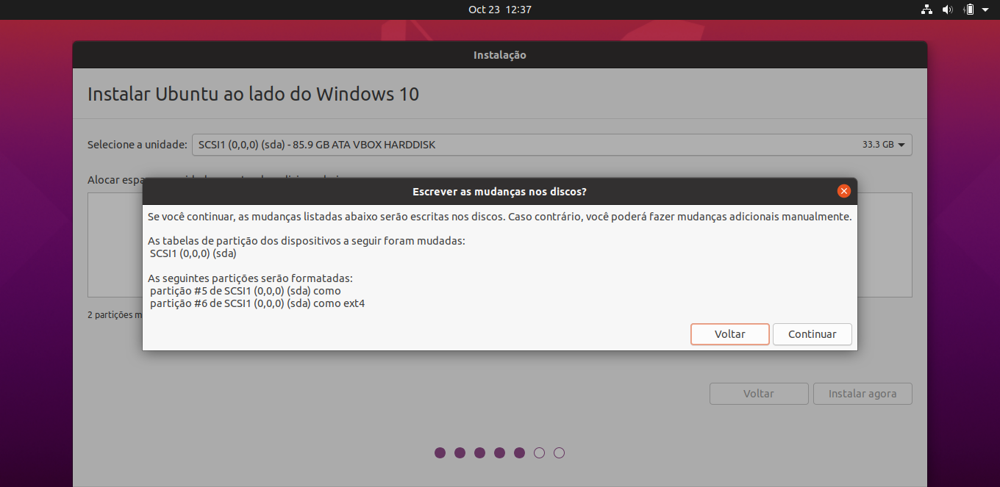 Oct 23 12:37
Instalação
Instalar Ubuntu ao lado do Windows 10
Selecione a unidade: SCSI1 (0,0,0) (sda) - 85.9 GB ATA VBOX HARDDISK 33.3 GB
Alocar
Escrever as mudanças nos discos?
Se você continuar, as mudanças listadas abaixo serão escritas nos discos. Caso contrário, você poderá fazer mudanças adicionais manualmente.
As tabelas de partição dos dispositivos a seguir foram mudadas:
SCSI1 (0,0,0) (sda)
As seguintes partições serão formatadas:
partição #5 de SCSI1 (0,0,0) (sda) como
partição #6 de SCSI1 (0,0,0) (sda) como ext4
2 partições
Voltar Continuar
Voltar Instalar agora